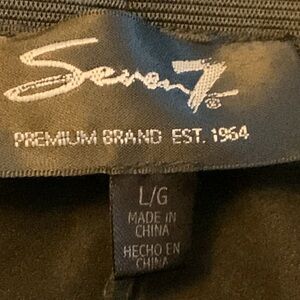 Seven7®
PREMIUM BRAND EST. 1964
L/G
MADE IN
CHINA
HECHO EN
CHINA